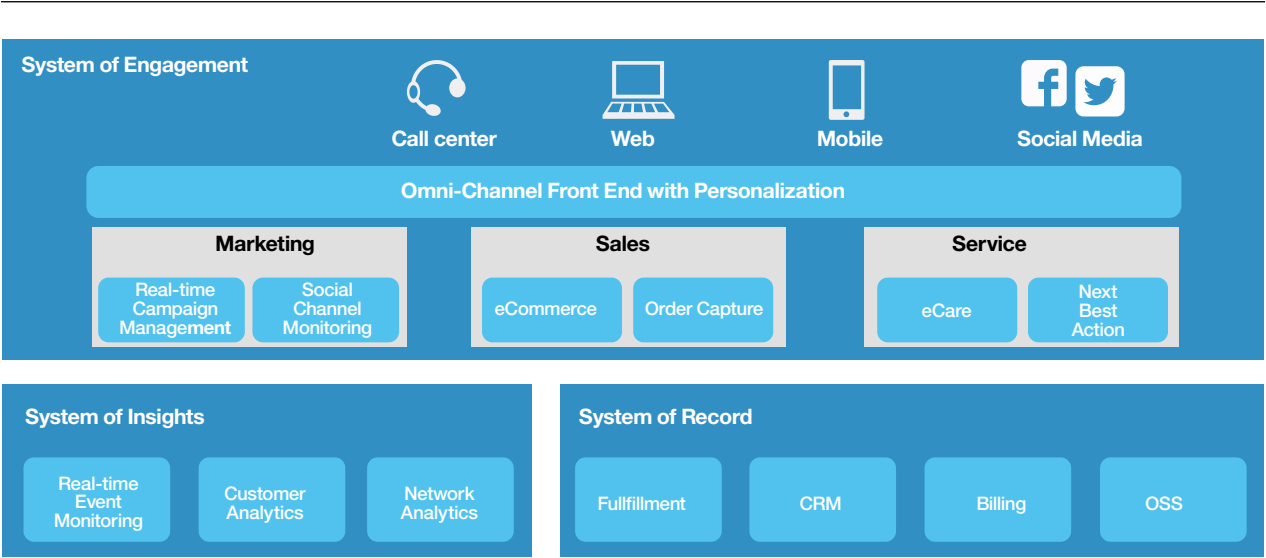 System of Engagement
Call center
Web
Mobile
Social Media
Omni-Channel Front End with Personalization
Marketing
Real-time
Campaign
Management
Social
Channel
Monitoring
Sales
eCommerce
Order Capture
Service
eCare
Next
Best
Action
System of Insights
Real-time
Event
Monitoring
Customer
Analytics
Network
Analytics
System of Record
Fullfillment
CRM
Billing
OSS